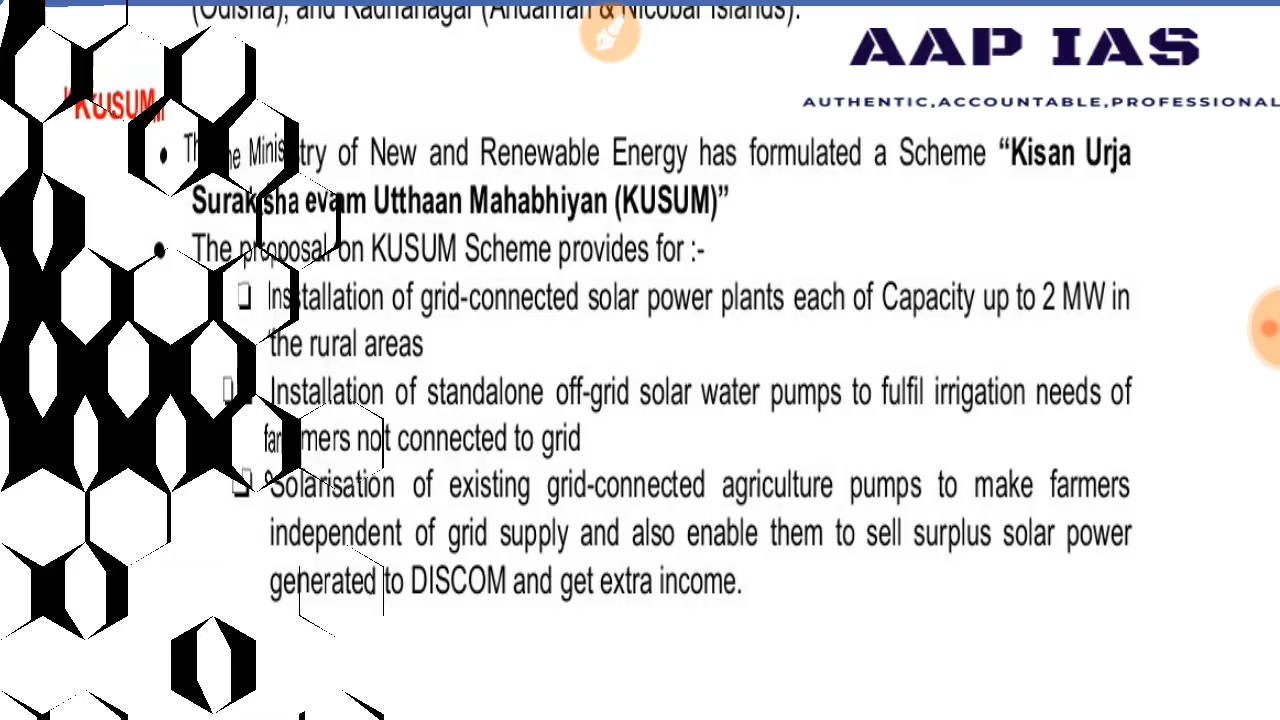 (Odisha), and Radhanagar (Andaman & Nicobar Islands).
AAP IAS
AUTHENTIC,ACCOUNTABLE,PROFESSIONAL
"KUSUM"
The Ministry of New and Renewable Energy has formulated a Scheme “Kisan Urja
Suraksha evam Utthaan Mahabhiyan (KUSUM)”
The proposal on KUSUM Scheme provides for :-
Installation of grid-connected solar power plants each of Capacity up to 2 MW in
the rural areas
Installation of standalone off-grid solar water pumps to fulfil irrigation needs of
farmers not connected to grid
Solarisation of existing grid-connected agriculture pumps to make farmers
independent of grid supply and also enable them to sell surplus solar power
generated to DISCOM and get extra income.